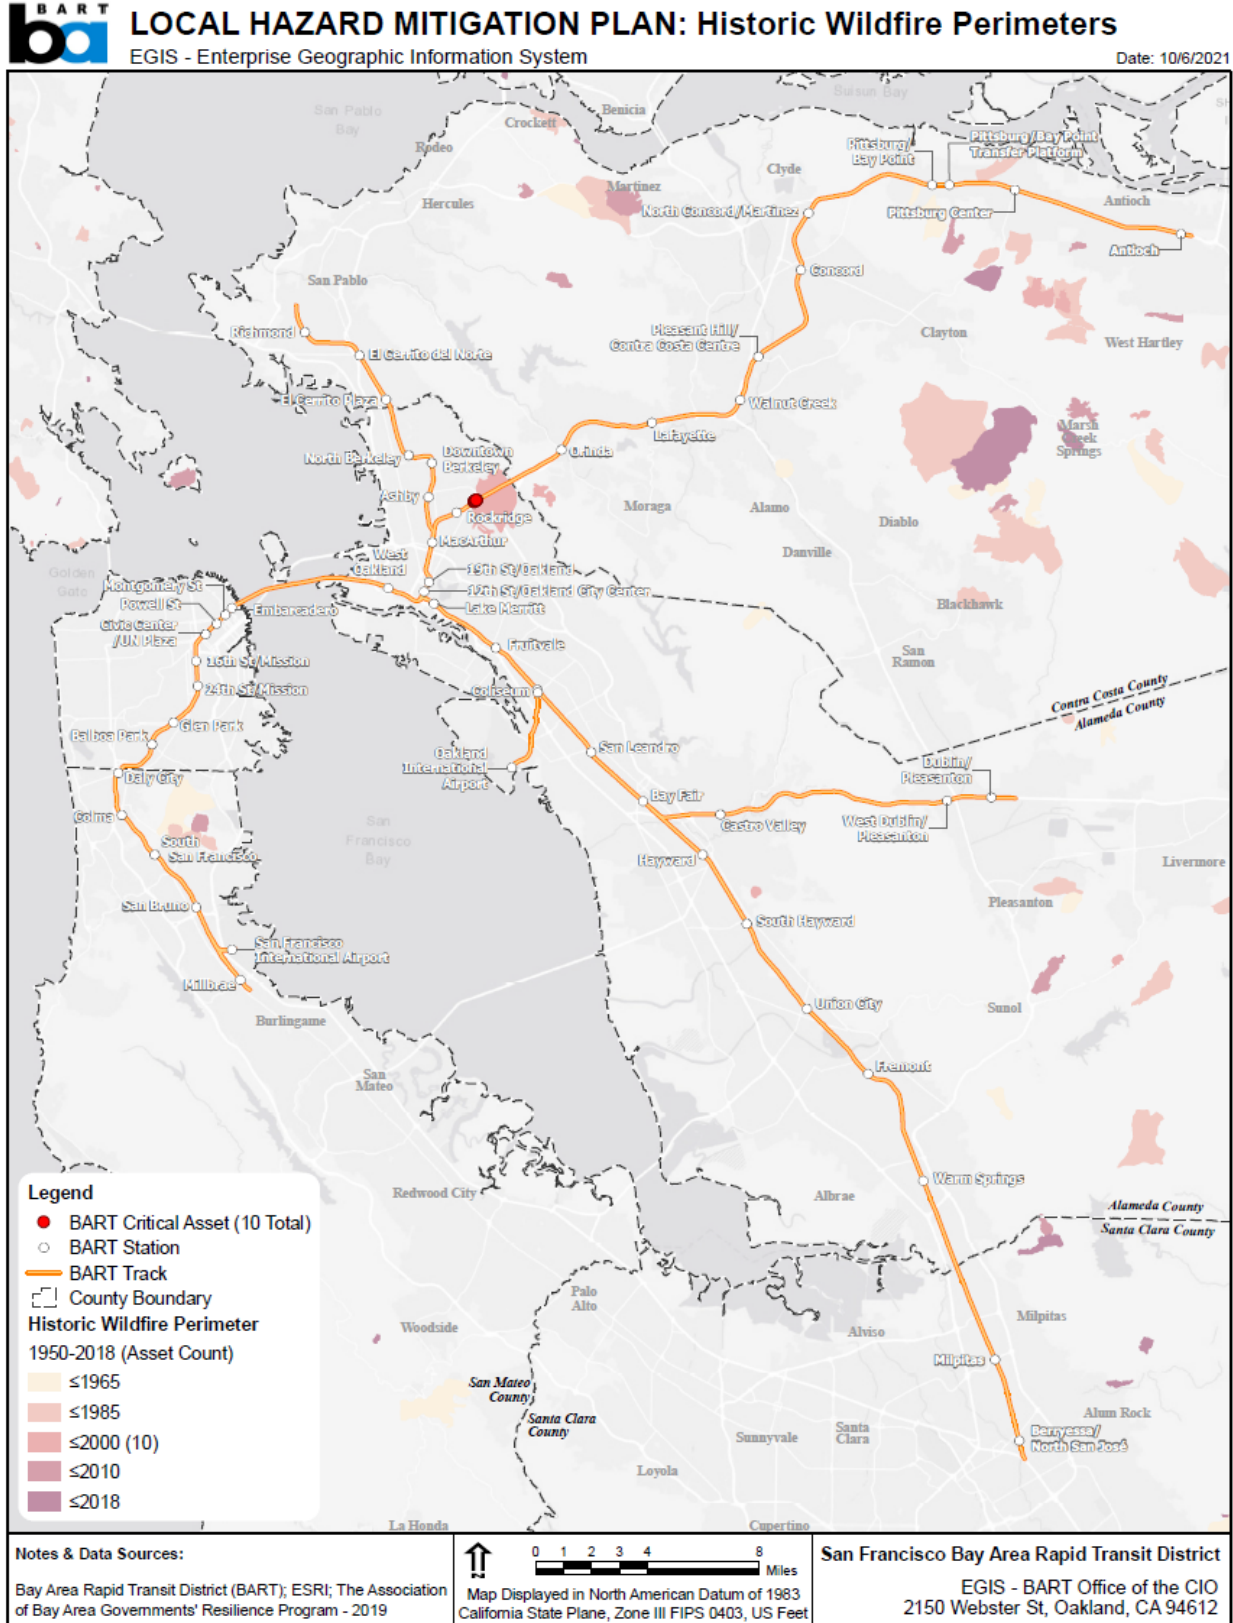 BART
ba
LOCAL HAZARD MITIGATION PLAN: Historic Wildfire Perimeters
EGIS - Enterprise Geographic Information System
Date: 10/6/2021
San Pablo
Bay
Crockett
Benicia
Suisun Bay
Rodeo
Hercules
Martinez
Clyde
Pittsburg/
Bay Point
Pittsburg/Bay Point
Transfer Platform
North Concord/Martinez
Pittsburg Center
Antioch
Antioch
Concord
San Pablo
Richmond
El Cerrito del Norte
Pleasant Hill/
Contra Costa Centre
Clayton
West Hartley
El Cerrito Plaza
Walnut Creek
Lafayette
Orinda
Marsh
Creek
Springs
North Berkeley
Downtown
Berkeley
Ashby
Rockridge
Moraga
Alamo
Diablo
MacArthur
Danville
West
Oakland
19th St/Oakland
12th St/Oakland City Center
Lake Merritt
Golden
Gate
Montgomery St
Powell St
Embarcadero
Civic Center
/UN Plaza
Blackhawk
Fruitvale
San
Ramon
16th St/Mission
24th St/Mission
Coliseum
Contra Costa County
Alameda County
Glen Park
Balboa Park
Oakland
International
Airport
San Leandro
Dublin/
Pleasanton
Daly City
Bay Fair
Castro Valley
West Dublin/
Pleasanton
Colma
San
Francisco
Bay
South
San Francisco
Hayward
Livermore
Pleasanton
San Bruno
South Hayward
San Francisco
International Airport
Millbrae
Burlingame
Union City
Sunol
San
Mateo
Fremont
Warm Springs
Redwood City
Albrae
Alameda County
Santa Clara County
Palo
Alto
Woodside
Alviso
Milpitas
Milpitas
San Mateo
County
Santa Clara
County
Alum Rock
Berryessa/
North San José
Sunnyvale
Santa
Clara
Loyola
La Honda
Cupertino
Legend
BART Critical Asset (10 Total)
BART Station
BART Track
County Boundary
Historic Wildfire Perimeter
1950-2018 (Asset Count)
≤1965
≤1985
≤2000 (10)
≤2010
≤2018
Notes & Data Sources:
Bay Area Rapid Transit District (BART); ESRI; The Association
of Bay Area Governments' Resilience Program - 2019
0 1 2 3 4 8
Miles
Map Displayed in North American Datum of 1983
California State Plane, Zone III FIPS 0403, US Feet
San Francisco Bay Area Rapid Transit District
EGIS - BART Office of the CIO
2150 Webster St, Oakland, CA 94612